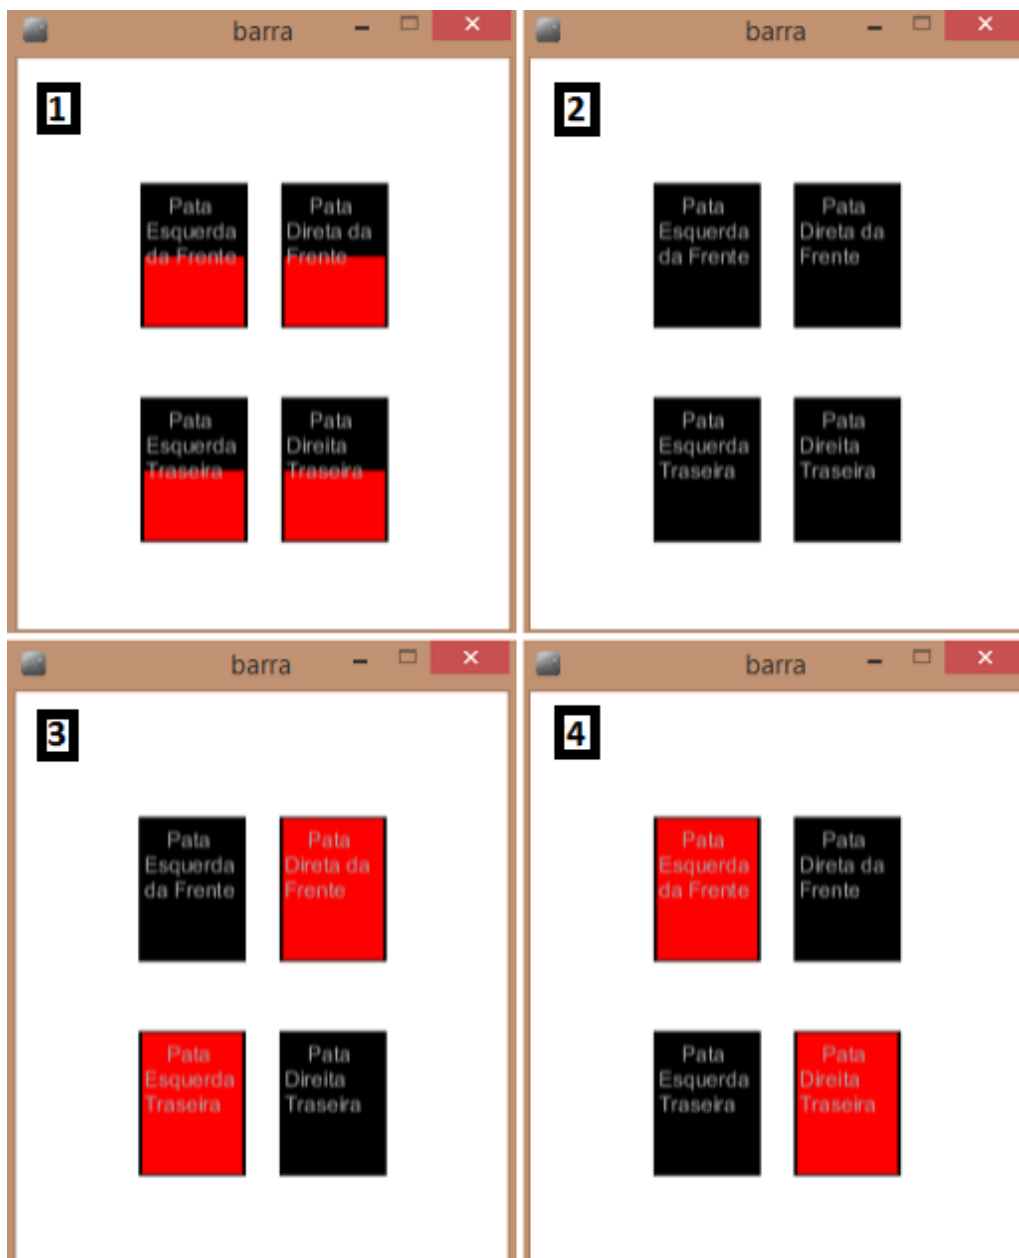 barra
1
Pata
Esquerda
da Frente
Pata
Direta da
Frente
Pata
Esquerda
Traseira
Pata
Direita
Traseira
barra
2
Pata
Esquerda
da Frente
Pata
Direta da
Frente
Pata
Esquerda
Traseira
Pata
Direita
Traseira
barra
3
Pata
Esquerda
da Frente
Pata
Direta da
Frente
Pata
Esquerda
Traseira
Pata
Direita
Traseira
barra
4
Pata
Esquerda
da Frente
Pata
Direta da
Frente
Pata
Esquerda
Traseira
Pata
Direita
Traseira